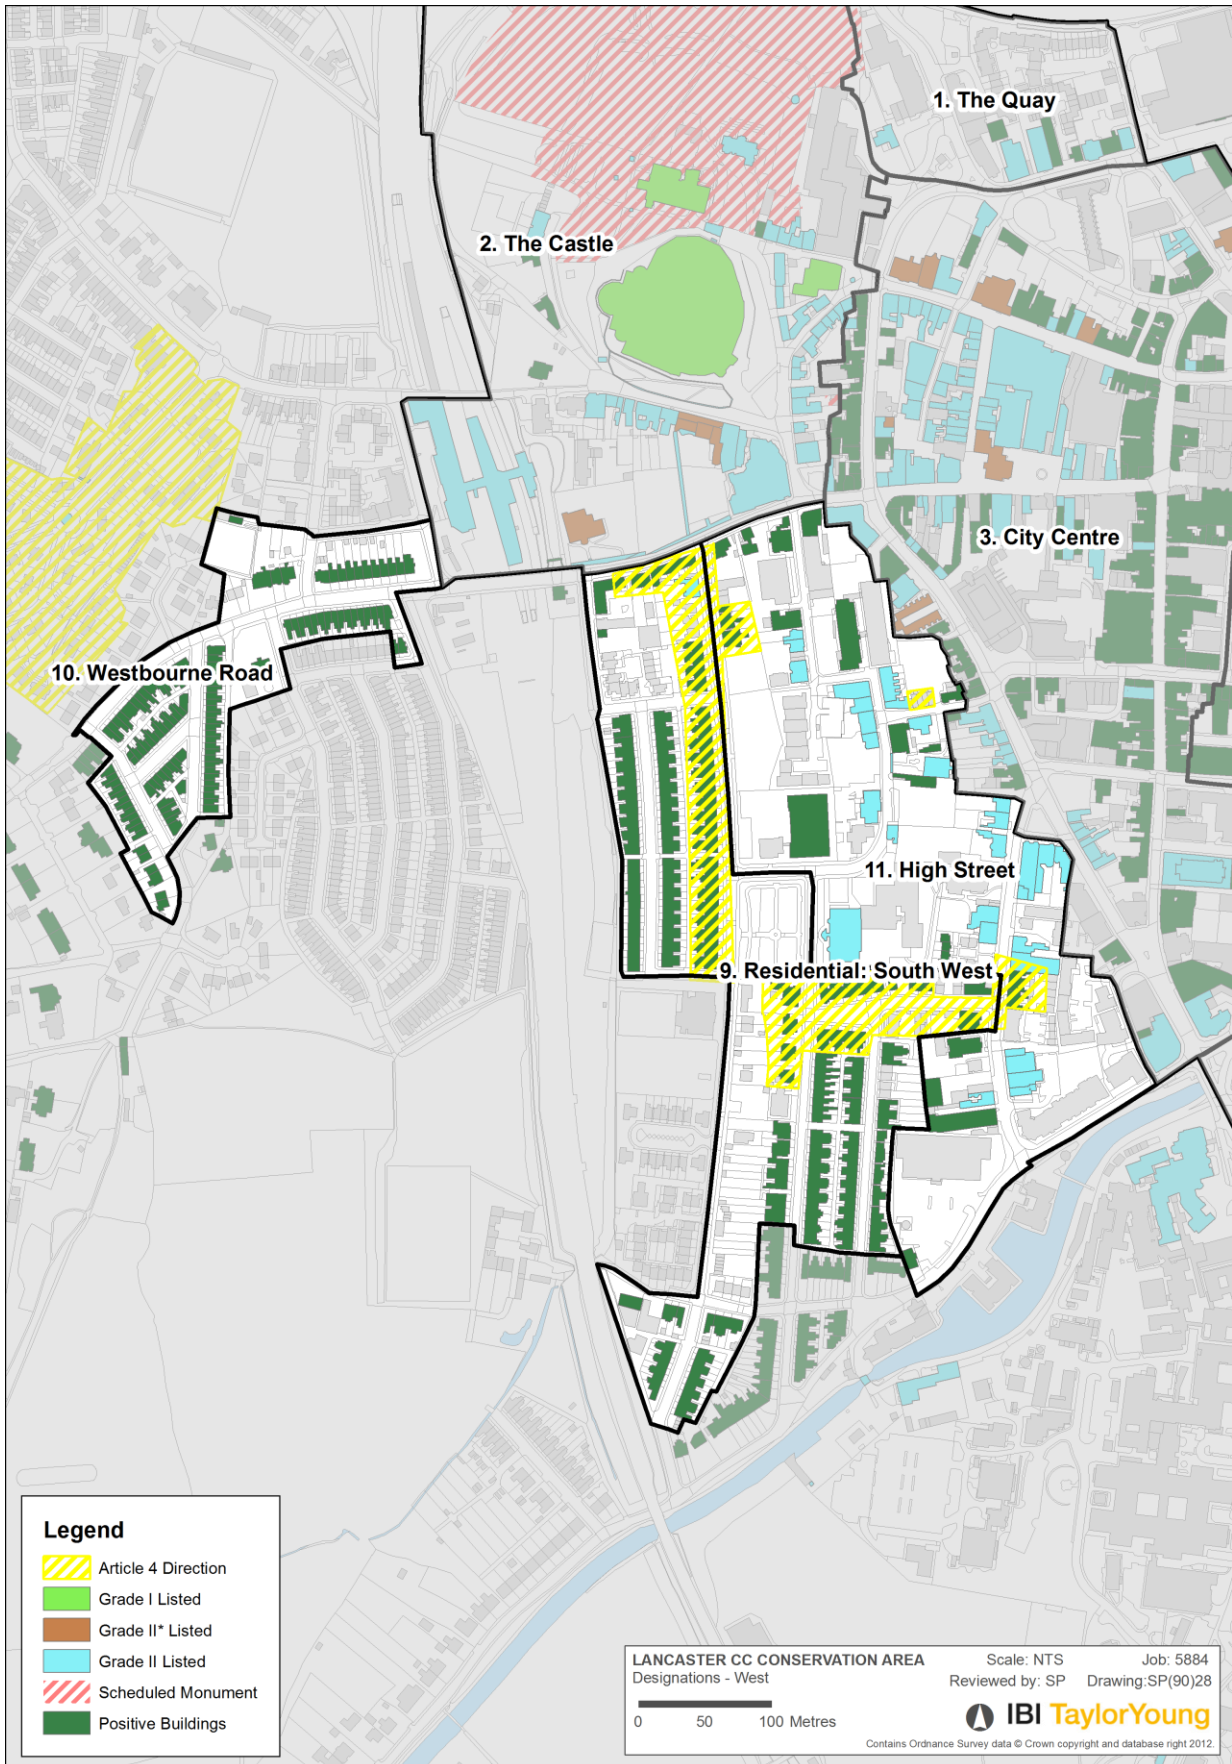 1. The Quay
2. The Castle
3. City Centre
10. Westbourne Road
11. High Street
9. Residential: South West
Legend
Article 4 Direction
Grade I Listed
Grade II* Listed
Grade II Listed
Scheduled Monument
Positive Buildings
LANCASTER CC CONSERVATION AREA
Designations - West
Scale: NTS
Job: 5884
Reviewed by: SP
Drawing:SP(90)28
0 50 100 Metres
IBI TaylorYoung
Contains Ordnance Survey data © Crown copyright and database right 2012.